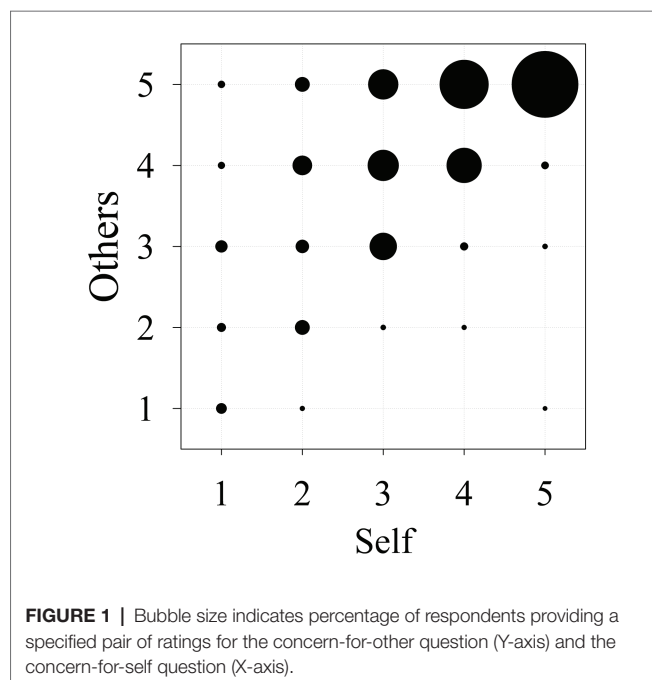 5
4
3
2
1
Others
1 2 3 4 5
Self
FIGURE 1 | Bubble size indicates percentage of respondents providing a
specified pair of ratings for the concern-for-other question (Y-axis) and the
concern-for-self question (X-axis).